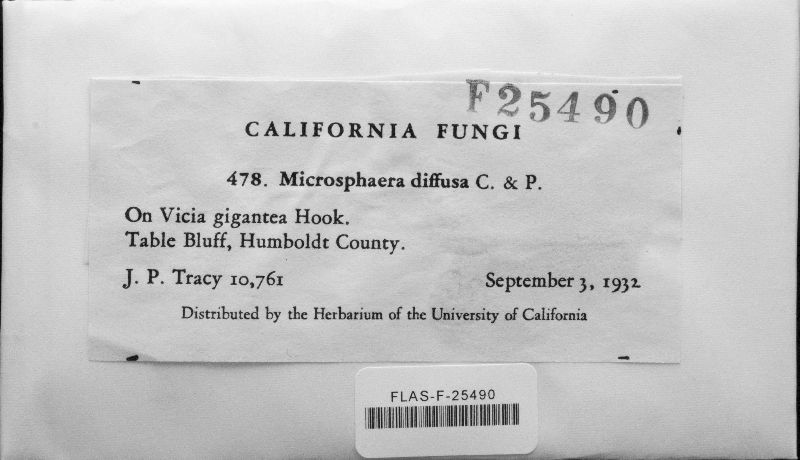 F25490
CALIFORNIA FUNGI
478. Microsphaera diffusa C. & P.
On Vicia gigantea Hook.
Table Bluff, Humboldt County.
J. P. Tracy 10,761 September 3, 1932
Distributed by the Herbarium of the University of California
FLAS-F-25490